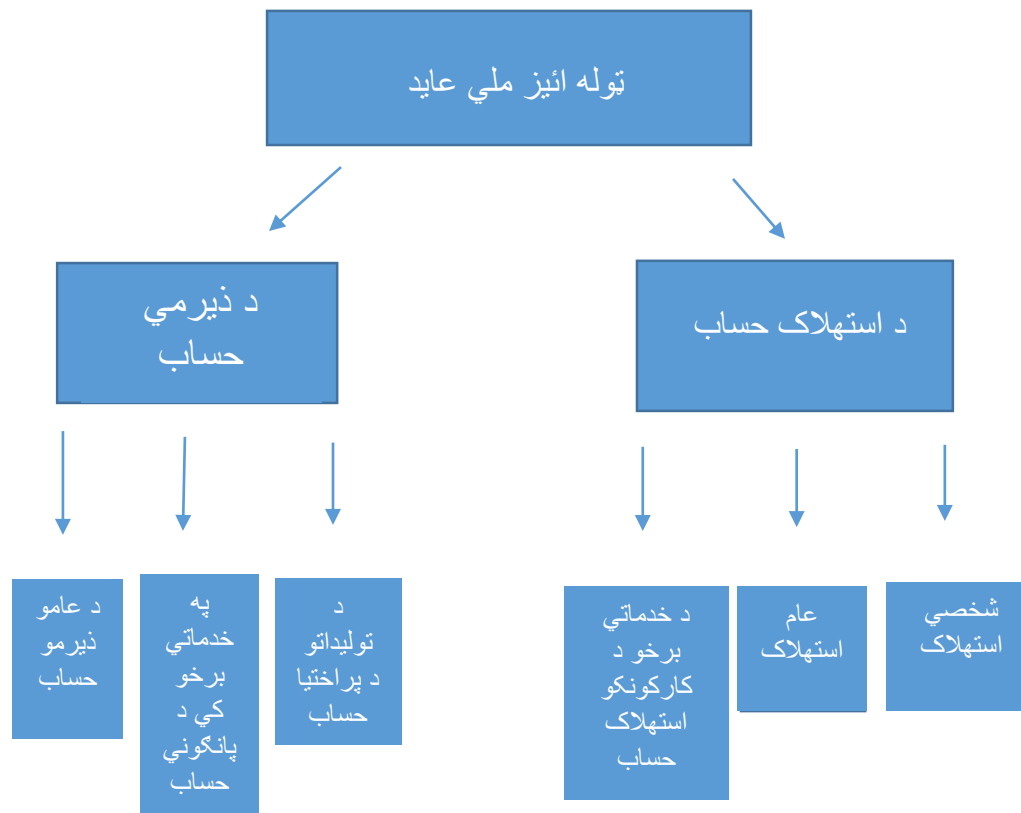 ټوله ائيز ملي عايد
د استهلاک حساب
د ذيرمي
حساب
شخصي
استهلاک
عام
استهلاک
د خدماتي
برخو د
کارکونکو
استهلاک
حساب
د
توليداتو
د پراختيا
حساب
په
خدماتي
برخو
کي د
پانګوني
حساب
د عامو
ذيرمو
حساب